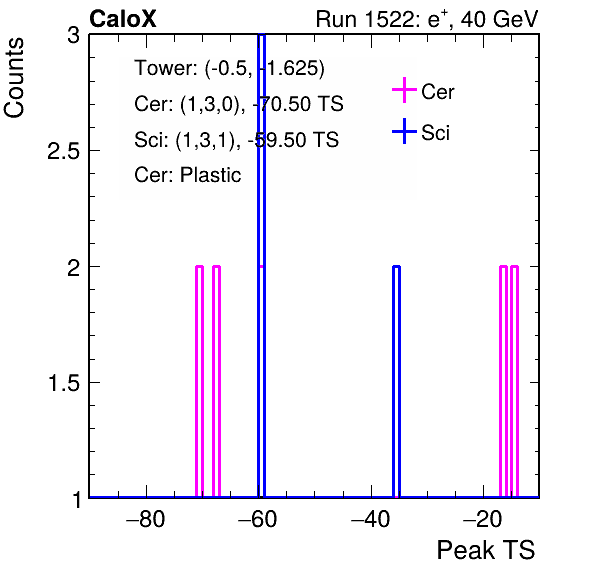 CaloX Run 1522: e⁺, 40 GeV
Counts
3
2.5
2
1.5
1
Tower: (-0.5, -1.625)
Cer: (1,3,0), -70.50 TS
Sci: (1,3,1), -59.50 TS
Cer: Plastic
Cer
Sci
−80 −60 −40 −20
Peak TS